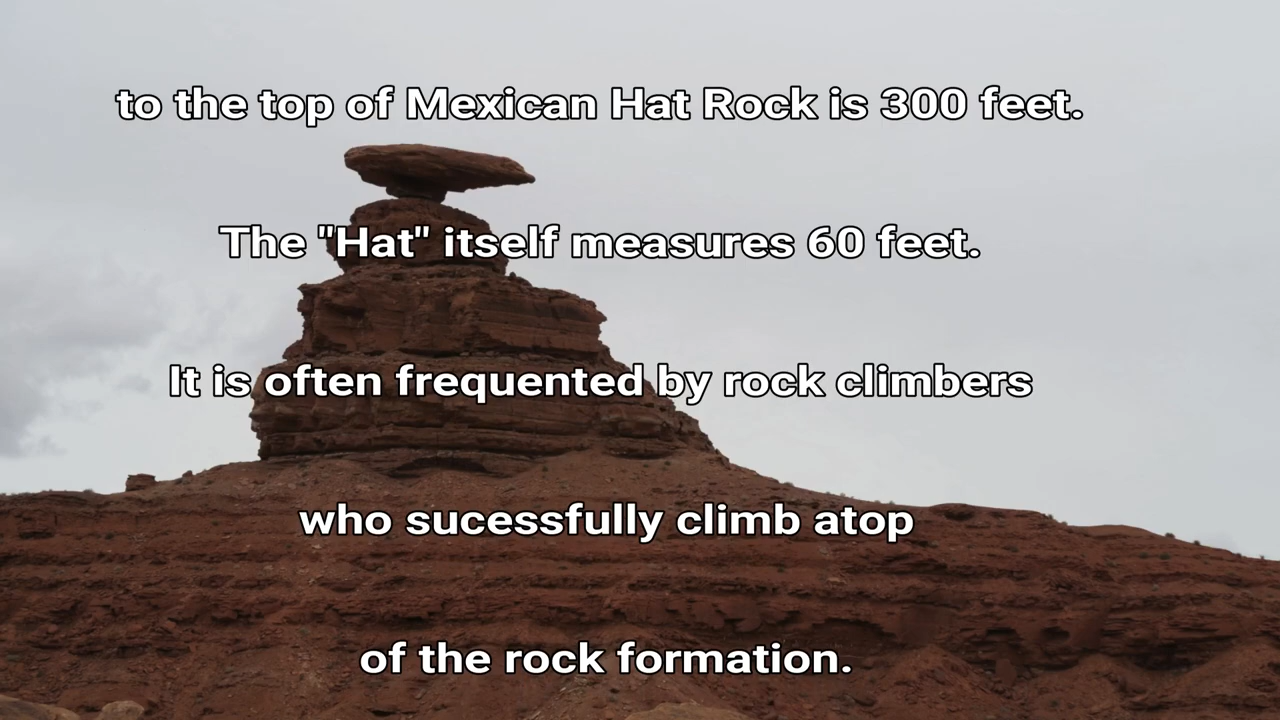 to the top of Mexican Hat Rock is 300 feet.
The "Hat" itself measures 60 feet.
It is often frequented by rock climbers
who sucessfully climb atop
of the rock formation.